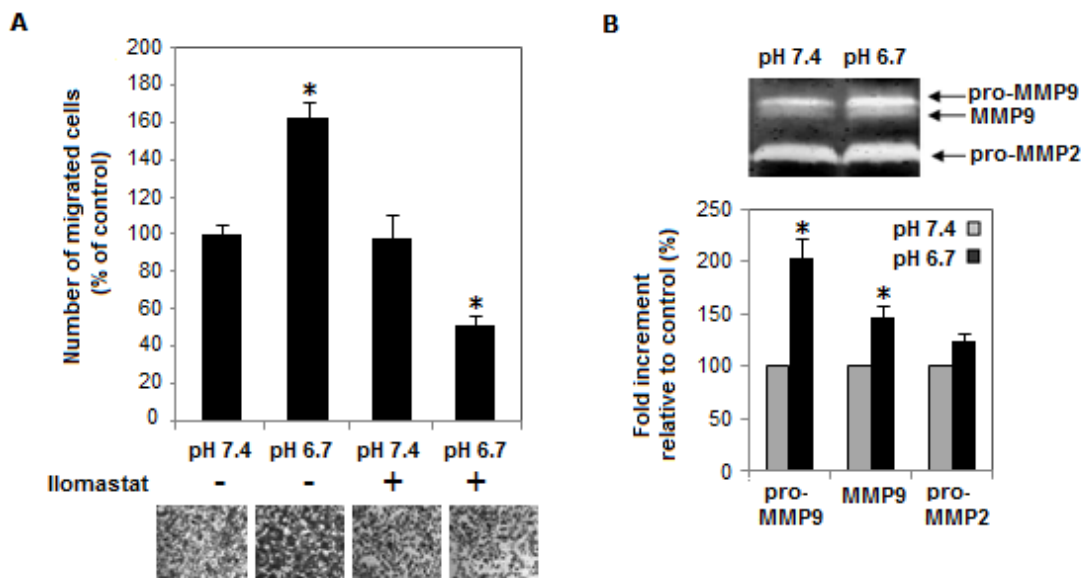 A
200
180
160
140
120
100
80
60
40
20
0
Number of migrated cells
(% of control)
*
*
pH 7.4 pH 6.7 pH 7.4 pH 6.7
Ilomastat - - + +
B
pH 7.4 pH 6.7
pro-MMP9
MMP9
pro-MMP2
250
200
150
100
50
0
Fold increment
relative to control (%)
pH 7.4
pH 6.7
*
*
pro-
MMP9
MMP9
pro-
MMP2